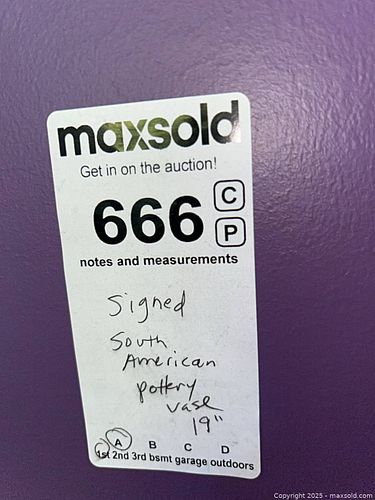 maxsold
Get in on the auction!
666 C
P
notes and measurements
Signed
South
American
pottery
vase
19"
A B C D
1st 2nd 3rd bsmt garage outdoors
Copyright 2025 - maxsold.com